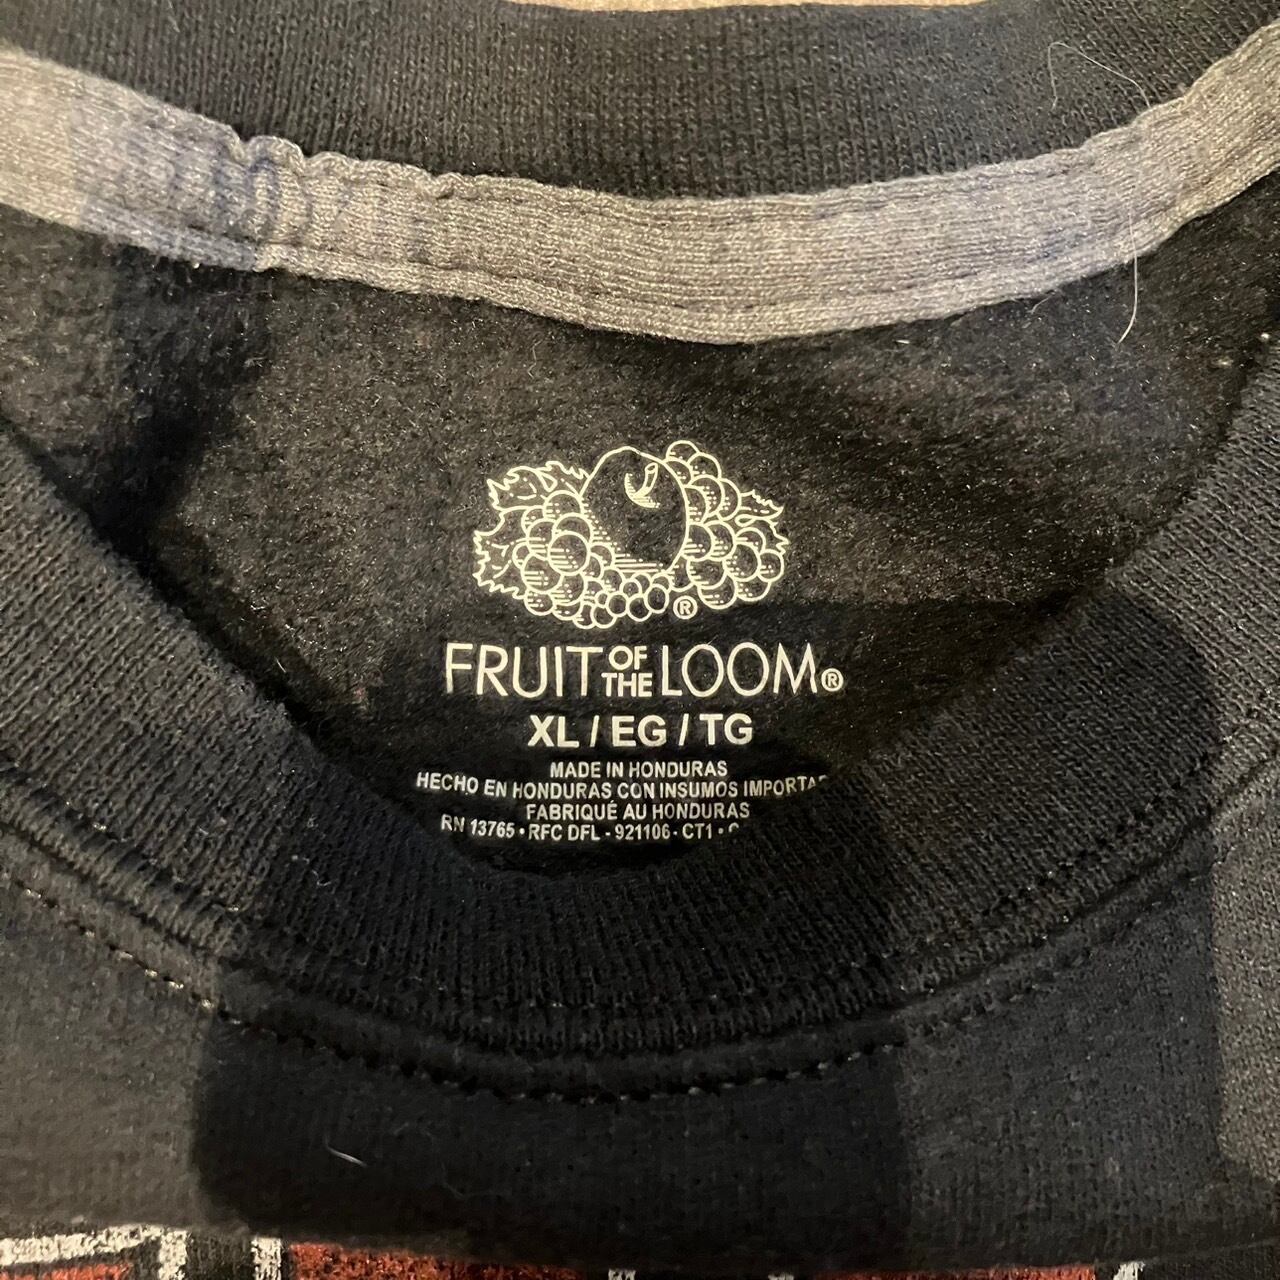 ®
FRUIT OF THE LOOM®
XL / EG / TG
MADE IN HONDURAS
HECHO EN HONDURAS CON INSUMOS
FABRIQUÉ AU HONDURAS
RN 13765 • RFC DFL - 921106 - CT1 •